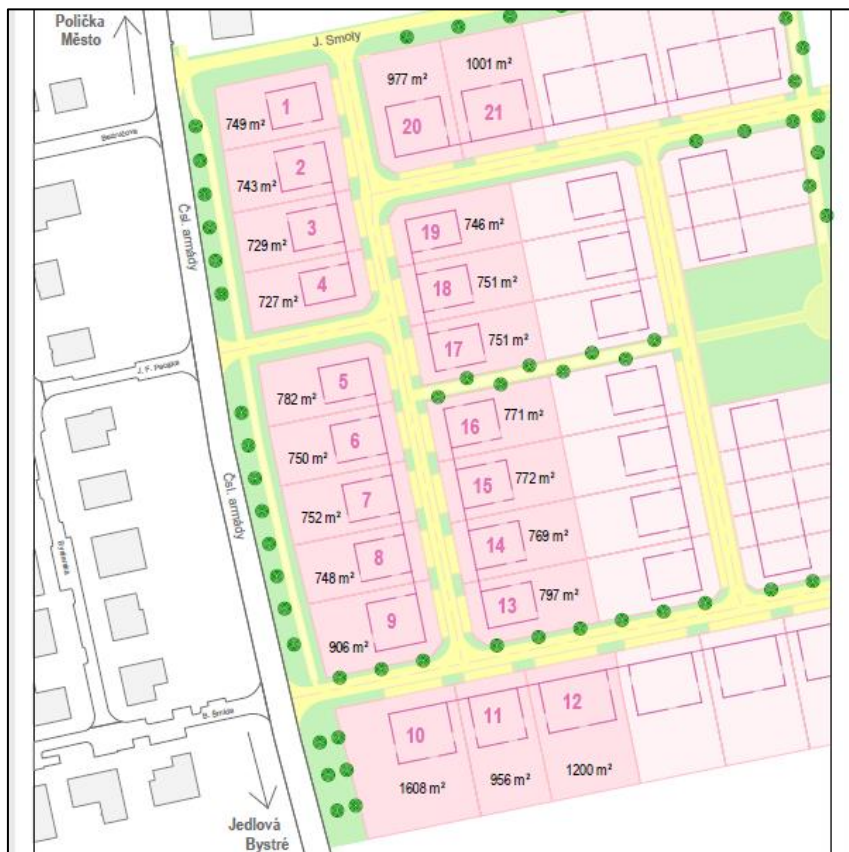 Polička
Město
J. Smoly
977 m²
1001 m²
20
21
1
749 m²
2
743 m²
3
729 m²
4
727 m²
Čsl. armády
19
746 m²
18
751 m²
17
751 m²
5
782 m²
6
750 m²
7
752 m²
8
748 m²
9
906 m²
Čsl. armády
16
771 m²
15
772 m²
14
769 m²
13
797 m²
10
1608 m²
11
956 m²
12
1200 m²
Jedlová
Bystré